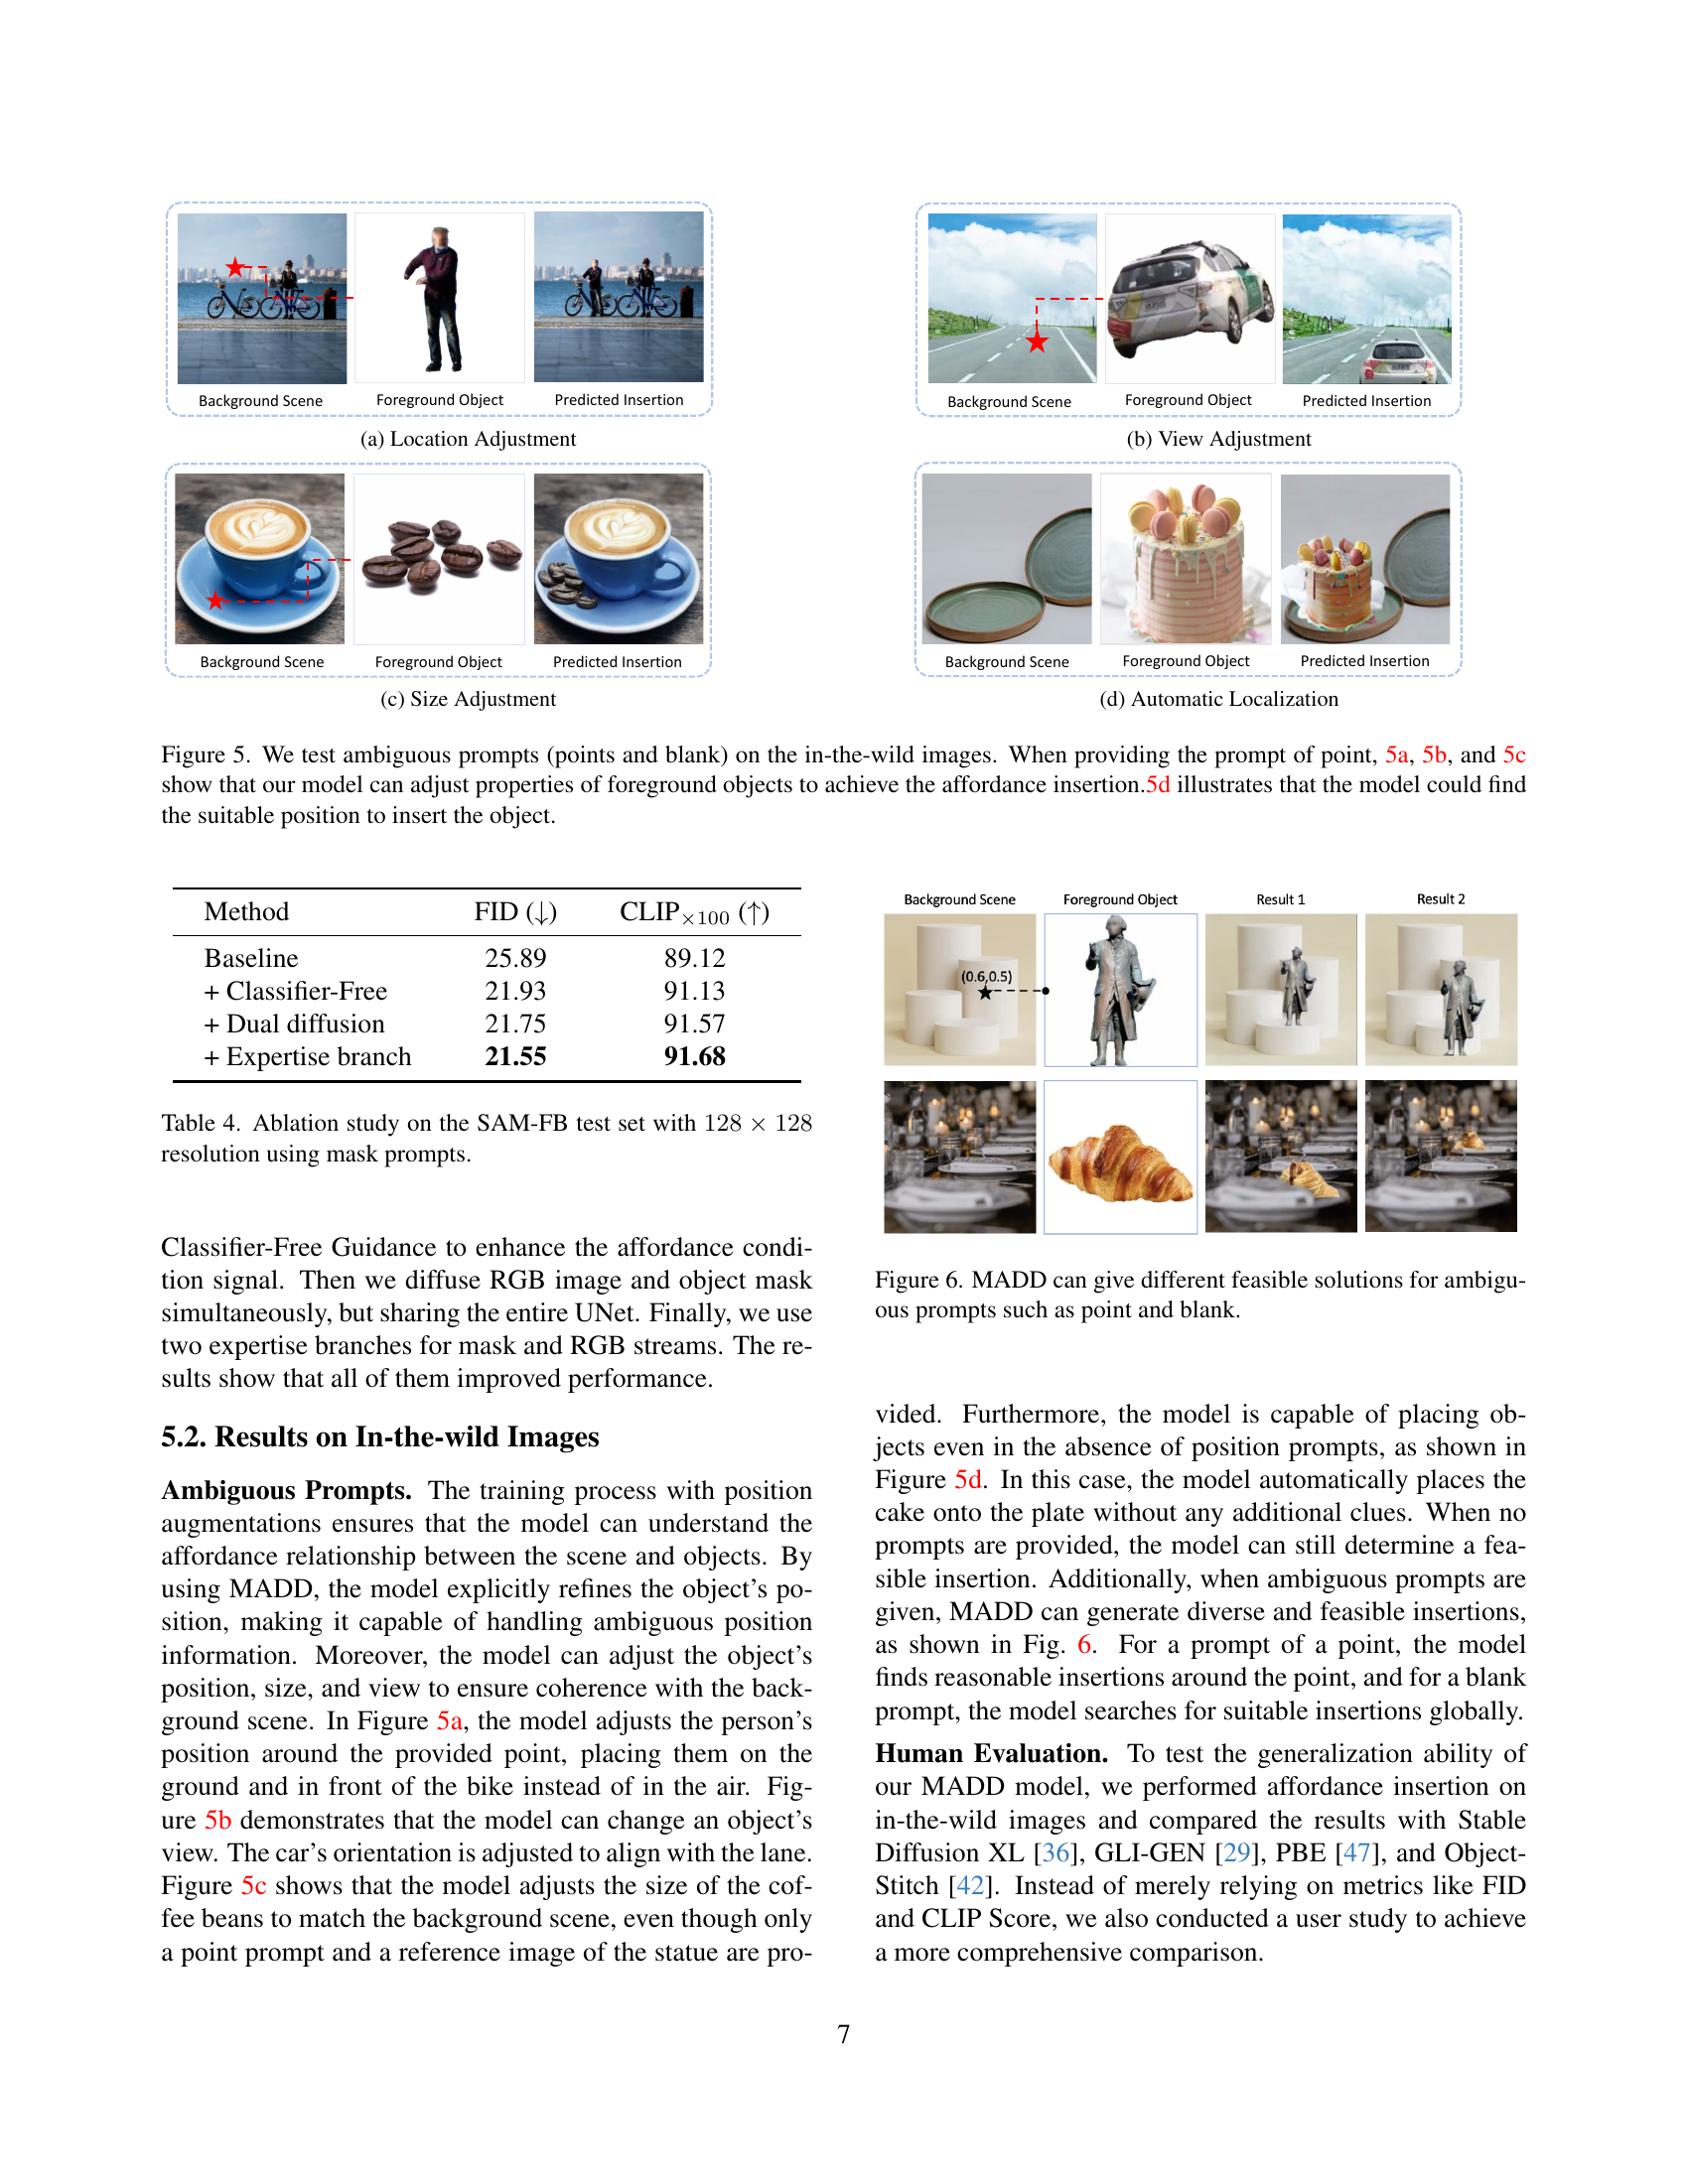 Background Scene
Foreground Object
Predicted Insertion
(a) Location Adjustment
Background Scene
Foreground Object
Predicted Insertion
(b) View Adjustment
Background Scene
Foreground Object
Predicted Insertion
(c) Size Adjustment
Background Scene
Foreground Object
Predicted Insertion
(d) Automatic Localization
Figure 5. We test ambiguous prompts (points and blank) on the in-the-wild images. When providing the prompt of point, 5a, 5b, and 5c
show that our model can adjust properties of foreground objects to achieve the affordance insertion.5d illustrates that the model could find
the suitable position to insert the object.
Method FID (↓) CLIP×100 (↑)
Baseline 25.89 89.12
+ Classifier-Free 21.93 91.13
+ Dual diffusion 21.75 91.57
+ Expertise branch 21.55 91.68
Table 4. Ablation study on the SAM-FB test set with 128 × 128
resolution using mask prompts.
Classifier-Free Guidance to enhance the affordance condi-
tion signal. Then we diffuse RGB image and object mask
simultaneously, but sharing the entire UNet. Finally, we use
two expertise branches for mask and RGB streams. The re-
sults show that all of them improved performance.
5.2. Results on In-the-wild Images
Ambiguous Prompts. The training process with position
augmentations ensures that the model can understand the
affordance relationship between the scene and objects. By
using MADD, the model explicitly refines the object's po-
sition, making it capable of handling ambiguous position
information. Moreover, the model can adjust the object's
position, size, and view to ensure coherence with the back-
ground scene. In Figure 5a, the model adjusts the person's
position around the provided point, placing them on the
ground and in front of the bike instead of in the air. Fig-
ure 5b demonstrates that the model can change an object's
view. The car's orientation is adjusted to align with the lane.
Figure 5c shows that the model adjusts the size of the cof-
fee beans to match the background scene, even though only
a point prompt and a reference image of the statue are pro-
Background Scene
Foreground Object
Result 1
Result 2
(0.6,0.5)
Figure 6. MADD can give different feasible solutions for ambigu-
ous prompts such as point and blank.
vided. Furthermore, the model is capable of placing ob-
jects even in the absence of position prompts, as shown in
Figure 5d. In this case, the model automatically places the
cake onto the plate without any additional clues. When no
prompts are provided, the model can still determine a fea-
sible insertion. Additionally, when ambiguous prompts are
given, MADD can generate diverse and feasible insertions,
as shown in Fig. 6. For a prompt of a point, the model
finds reasonable insertions around the point, and for a blank
prompt, the model searches for suitable insertions globally.
Human Evaluation. To test the generalization ability of
our MADD model, we performed affordance insertion on
in-the-wild images and compared the results with Stable
Diffusion XL [36], GLI-GEN [29], PBE [47], and Object-
Stitch [42]. Instead of merely relying on metrics like FID
and CLIP Score, we also conducted a user study to achieve
a more comprehensive comparison.
7